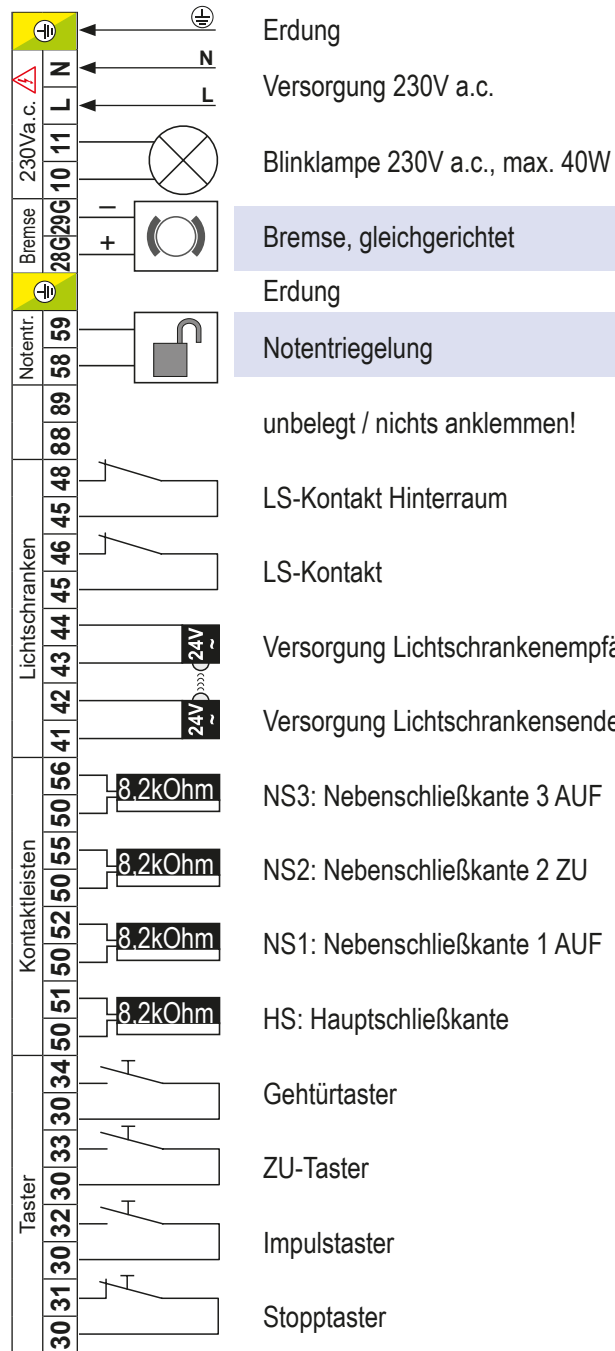 N
L
Erdung
Versorgung 230V a.c.
Blinklampe 230V a.c., max. 40W
Bremse, gleichgerichtet
Erdung
Notentriegelung
unbelegt / nichts anklemmen!
LS-Kontakt Hinterraum
LS-Kontakt
Versorgung Lichtschrankenempfä
Versorgung Lichtschrankensende
NS3: Nebenschließkante 3 AUF
NS2: Nebenschließkante 2 ZU
NS1: Nebenschließkante 1 AUF
HS: Hauptschließkante
Gehtürtaster
ZU-Taster
Impulstaster
Stopptaster
230Va.c.
N
L
11
10
Bremse
29G
28G
–
+
Notentr.
59
58
89
88
Lichtschranken
48
45
46
45
44
43
42
41
24V ~
24V ~
Kontaktleisten
56
50
55
50
52
50
51
50
8,2kOhm
8,2kOhm
8,2kOhm
8,2kOhm
Taster
34
30
33
30
32
30
31
30